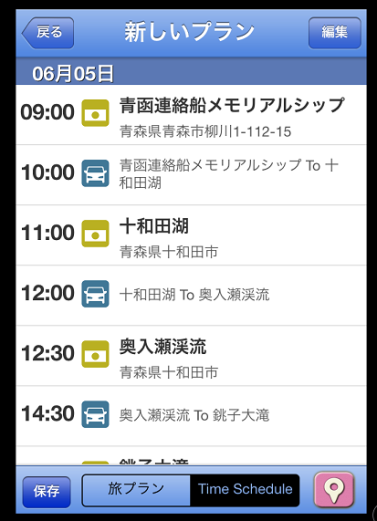 戻る
新しいプラン
編集
06月05日
09:00
青函連絡船メモリアルシップ
青森県青森市柳川1-112-15
10:00
青函連絡船メモリアルシップ To 十
和田湖
11:00
十和田湖
青森県十和田市
12:00
十和田湖 To 奥入瀬渓流
12:30
奥入瀬渓流
青森県十和田市
14:30
奥入瀬渓流 To 銚子大滝
銚子大滝
保存
旅プラン
Time Schedule